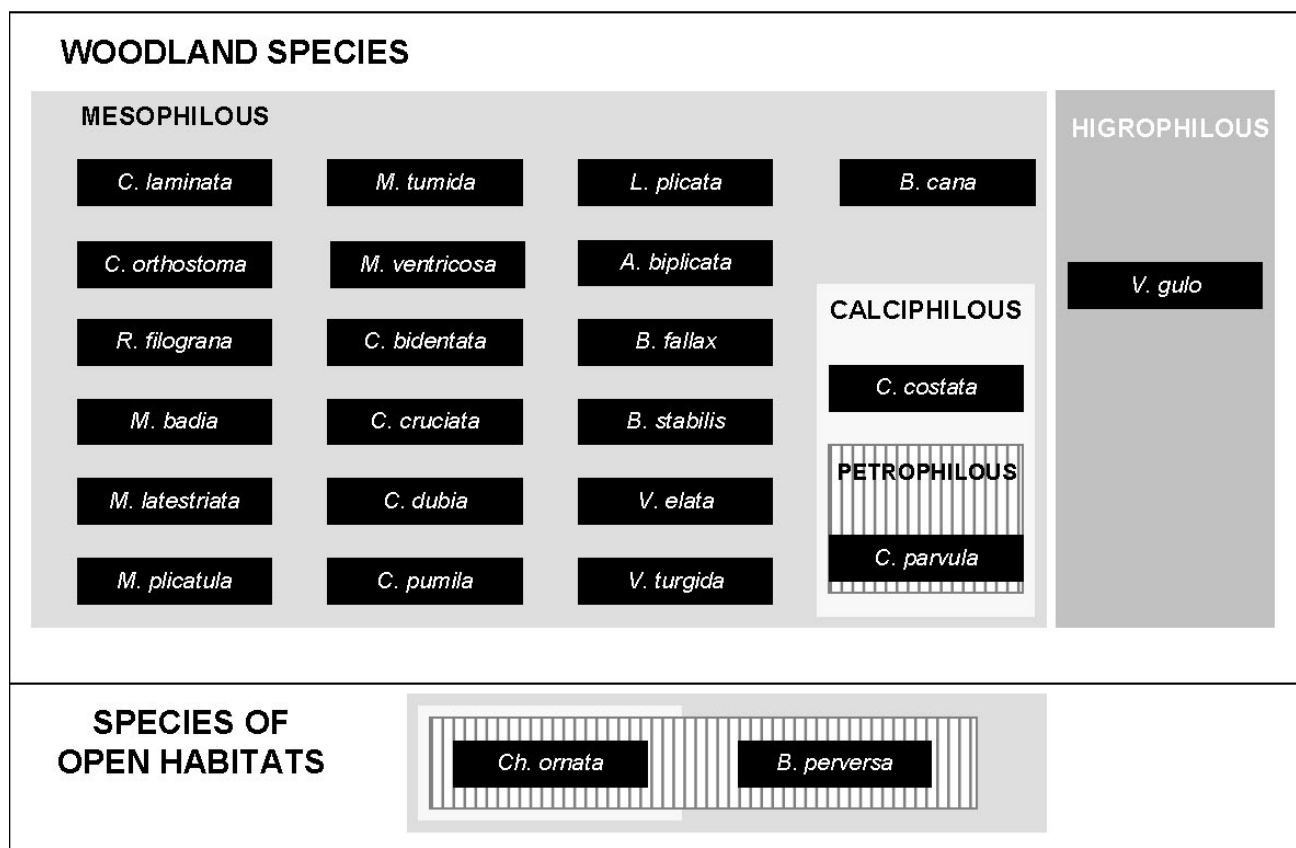 WOODLAND SPECIES
MESOPHILOUS
HIGROPHILOUS
C. laminata
M. tumida
L. plicata
B. cana
C. orthostoma
M. ventricosa
A. biplicata
V. gulo
CALCIPHILOUS
R. filograna
C. bidentata
B. fallax
C. costata
M. badia
C. cruciata
B. stabilis
PETROPHILOUS
M. latestriata
C. dubia
V. elata
C. parvula
M. plicatula
C. pumila
V. turgida
SPECIES OF
OPEN HABITATS
Ch. ornata
B. perversa